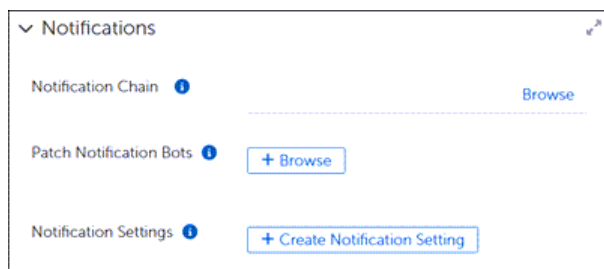 Notifications
Notification Chain
Browse
Patch Notification Bots
+ Browse
Notification Settings
+ Create Notification Setting